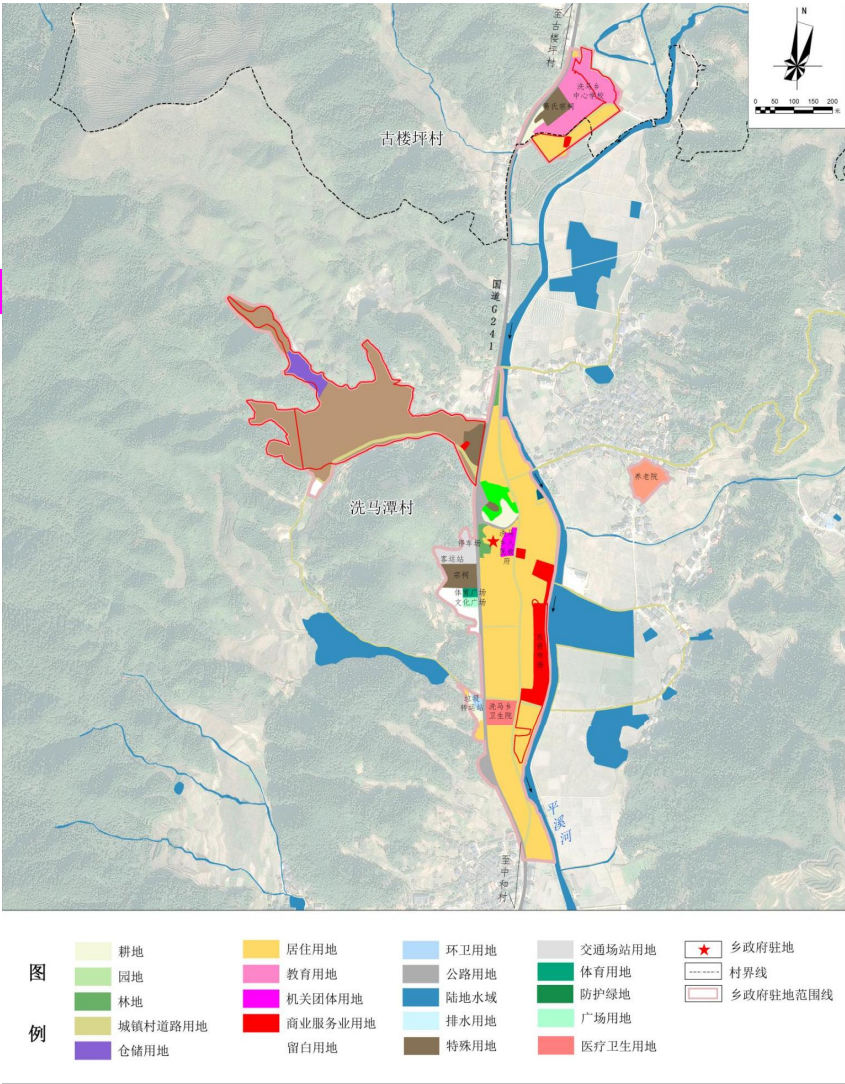 N
0 50 100 150 200
米
至古楼坪村
洗马乡
中心学校
易氏宗祠
古楼坪村
国道G241
养老院
洗马潭村
停车场
客运站
宗祠
体育广场
文化广场
垃圾
转运站
洗马乡
卫生院
平溪河
至中和村
图例
耕地
园地
林地
城镇村道路用地
仓储用地
居住用地
教育用地
机关团体用地
商业服务业用地
留白用地
环卫用地
公路用地
陆地水域
排水用地
特殊用地
交通场站用地
体育用地
防护绿地
广场用地
医疗卫生用地
乡政府驻地
村界线
乡政府驻地范围线